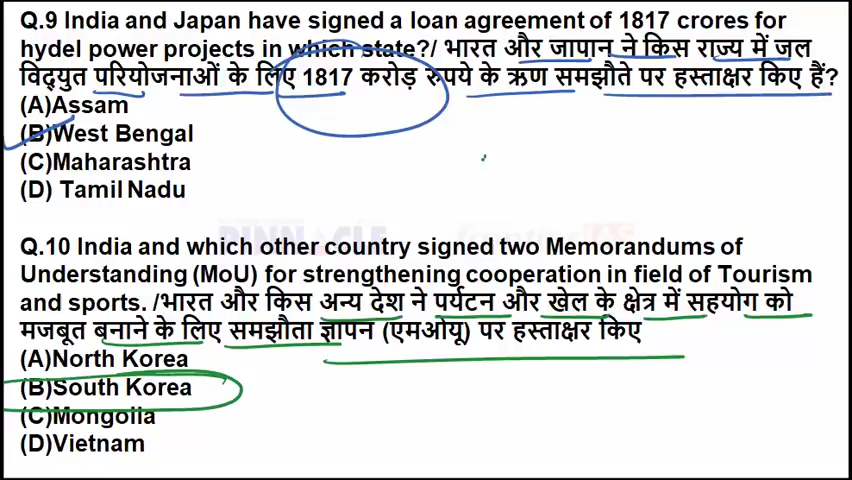 Q.9 India and Japan have signed a loan agreement of 1817 crores for
hydel power projects in which state?/ भारत और जापान ने किस राज्य में जल
विद्युत परियोजनाओं के लिए 1817 करोड़ रुपये के ऋण समझौते पर हस्ताक्षर किए हैं?
(A)Assam
(B)West Bengal
(C)Maharashtra
(D) Tamil Nadu
Q.10 India and which other country signed two Memorandums of
Understanding (MoU) for strengthening cooperation in field of Tourism
and sports. /भारत और किस अन्य देश ने पर्यटन और खेल के क्षेत्र में सहयोग को
मजबूत बनाने के लिए समझौता ज्ञापन (एमओयू) पर हस्ताक्षर किए
(A)North Korea
(B)South Korea
(C)Mongolia
(D)Vietnam